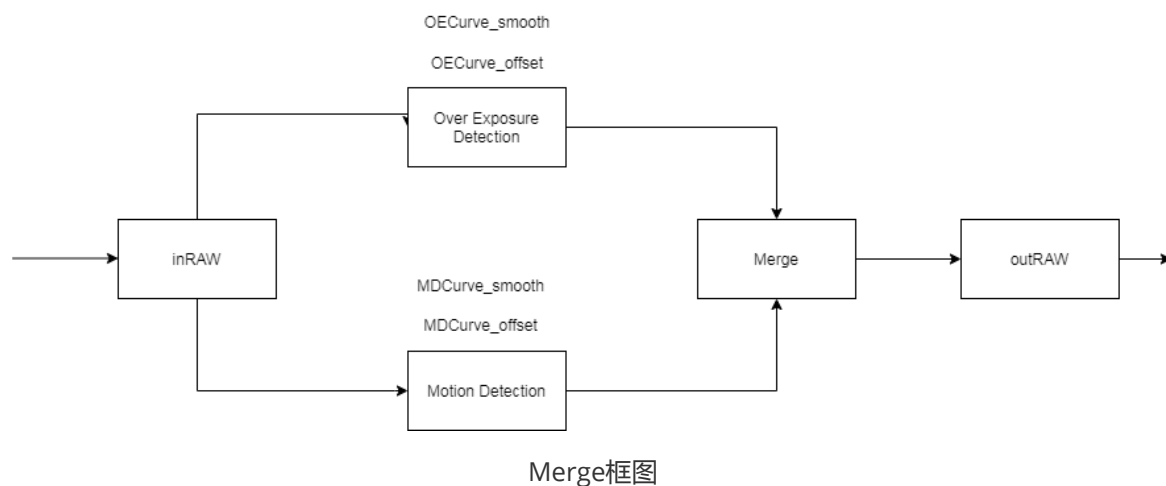 OECurve_smooth
OECurve_offset
Over Exposure
Detection
inRAW
Merge
outRAW
MDCurve_smooth
MDCurve_offset
Motion Detection
Merge框图